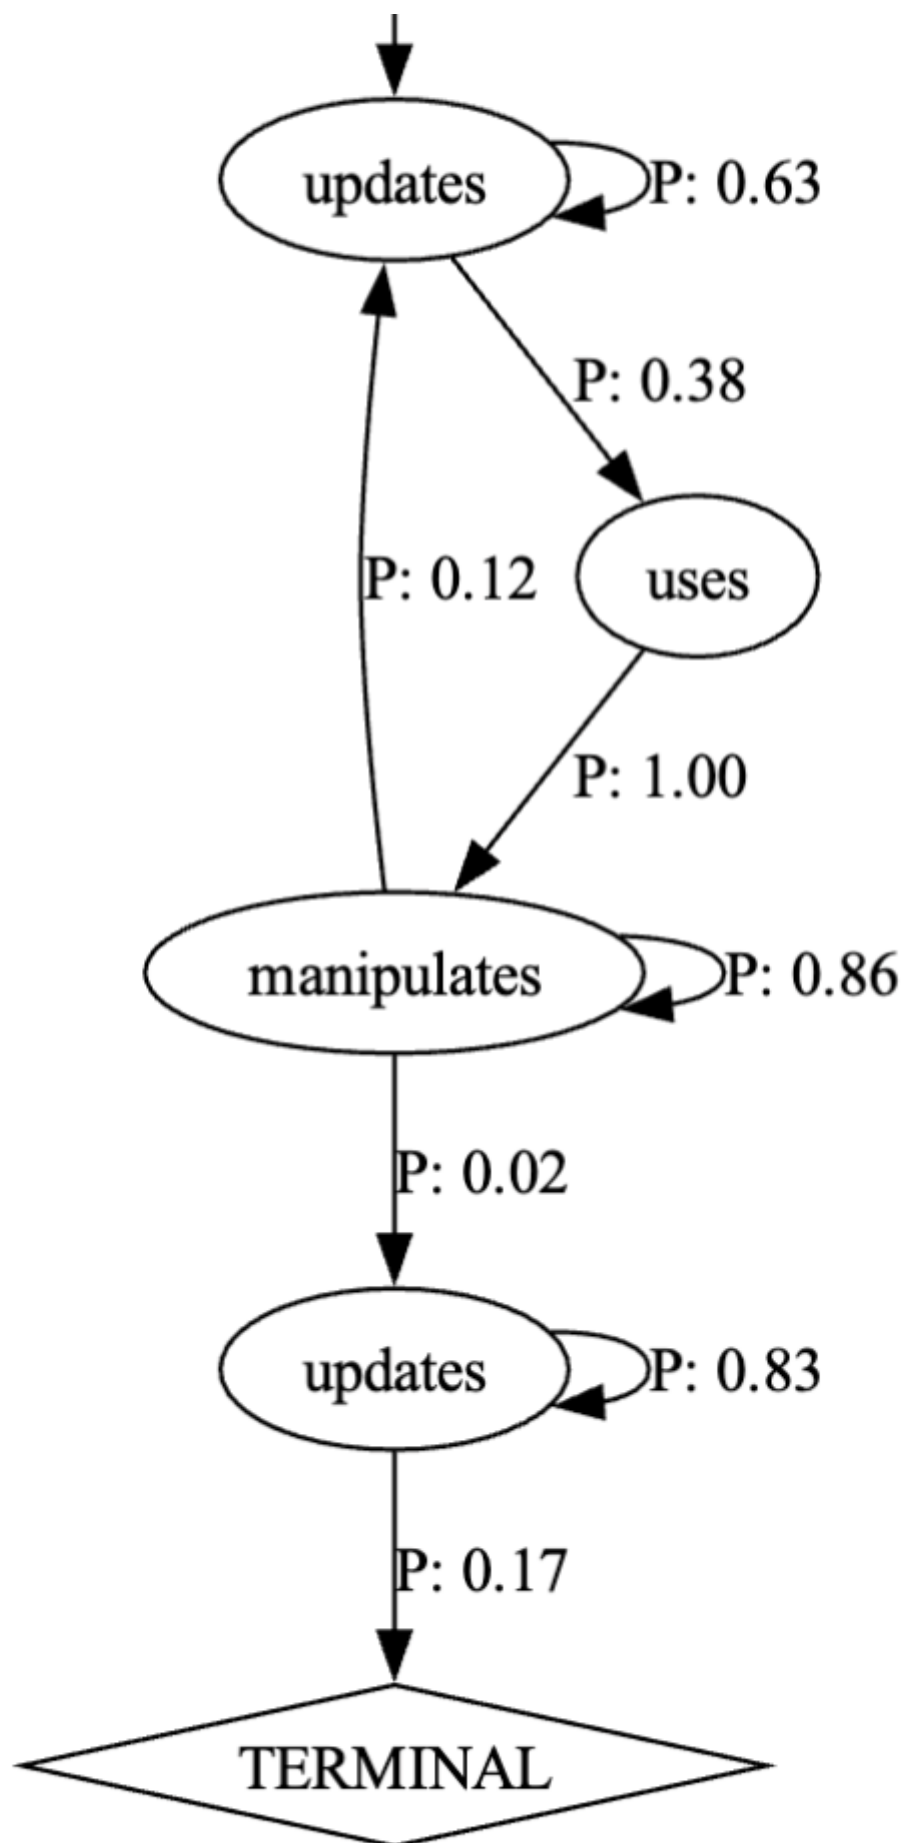 updates
P: 0.63
P: 0.38
P: 0.12
uses
P: 1.00
manipulates
P: 0.86
P: 0.02
updates
P: 0.83
P: 0.17
TERMINAL